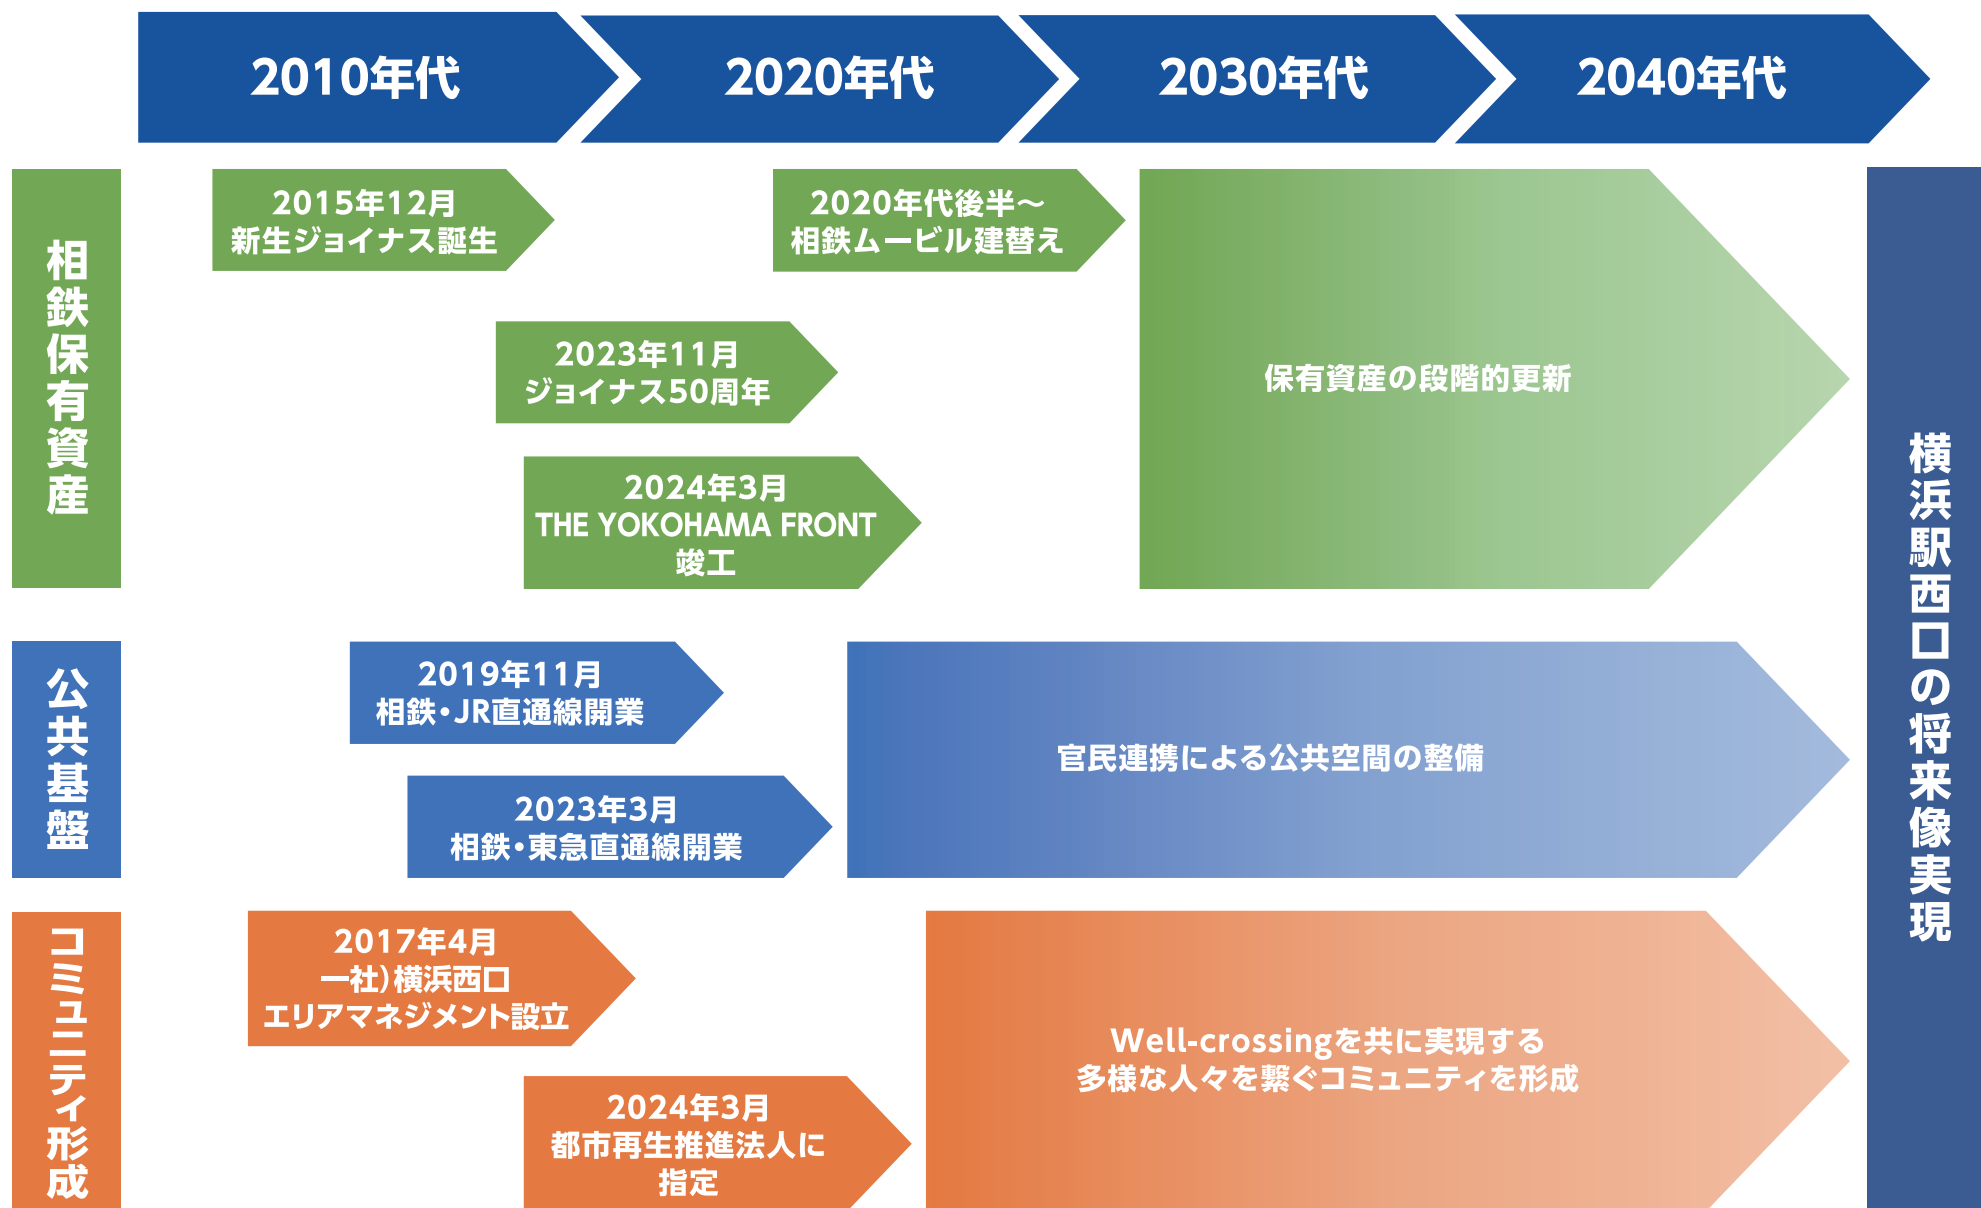 2010年代
2020年代
2030年代
2040年代
相鉄保有資産
2015年12月
新生ジョイナス誕生
2020年代後半～
相鉄ムービル建替え
2023年11月
ジョイナス50周年
2024年3月
THE YOKOHAMA FRONT
竣工
保有資産の段階的更新
公共基盤
2019年11月
相鉄・JR直通線開業
2023年3月
相鉄・東急直通線開業
官民連携による公共空間の整備
コミュニティ形成
2017年4月
一社）横浜西口
エリアマネジメント設立
2024年3月
都市再生推進法人に
指定
Well-crossingを共に実現する
多様な人々を繋ぐコミュニティを形成
横浜駅西口の将来像実現